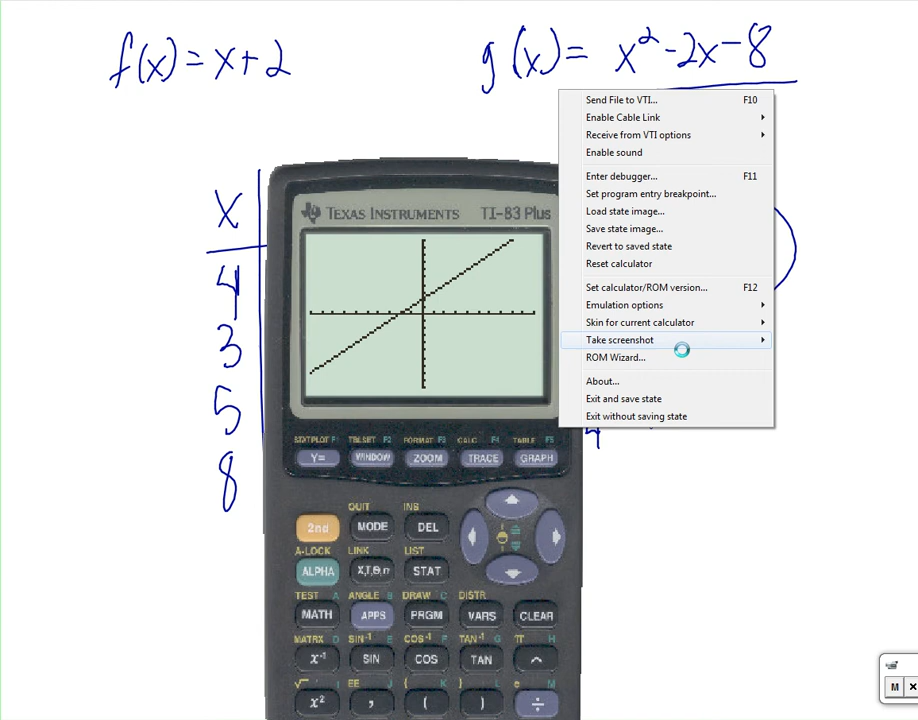 f(x) = x+2
g(x) = x² -2x -8
Send File to VTI... F10
Enable Cable Link
Receive from VTI options
Enable sound
Enter debugger... F11
Set program entry breakpoint...
Load state image...
Save state image...
Revert to saved state
Reset calculator
Set calculator/ROM version... F12
Emulation options
Skin for current calculator
Take screenshot
ROM Wizard...
About...
Exit and save state
Exit without saving state
x
4
3
5
8
TEXAS INSTRUMENTS TI-83 Plus
STAT PLOT F1 TBLSET F2 FORMAT F3 CALC F4 TABLE F5
Y= WINDOW ZOOM TRACE GRAPH
QUIT INS
2nd MODE DEL
A-LOCK LINK LIST
ALPHA X,T,Θ,n STAT
TEST A ANGLE B DRAW C DISTR
MATH APPS PRGM VARS CLEAR
MATRX D SIN⁻¹ E COS⁻¹ F TAN⁻¹ G π H
x⁻¹ SIN COS TAN ^
√ I EE J { K } L e M
x² , ( ) ÷
M X